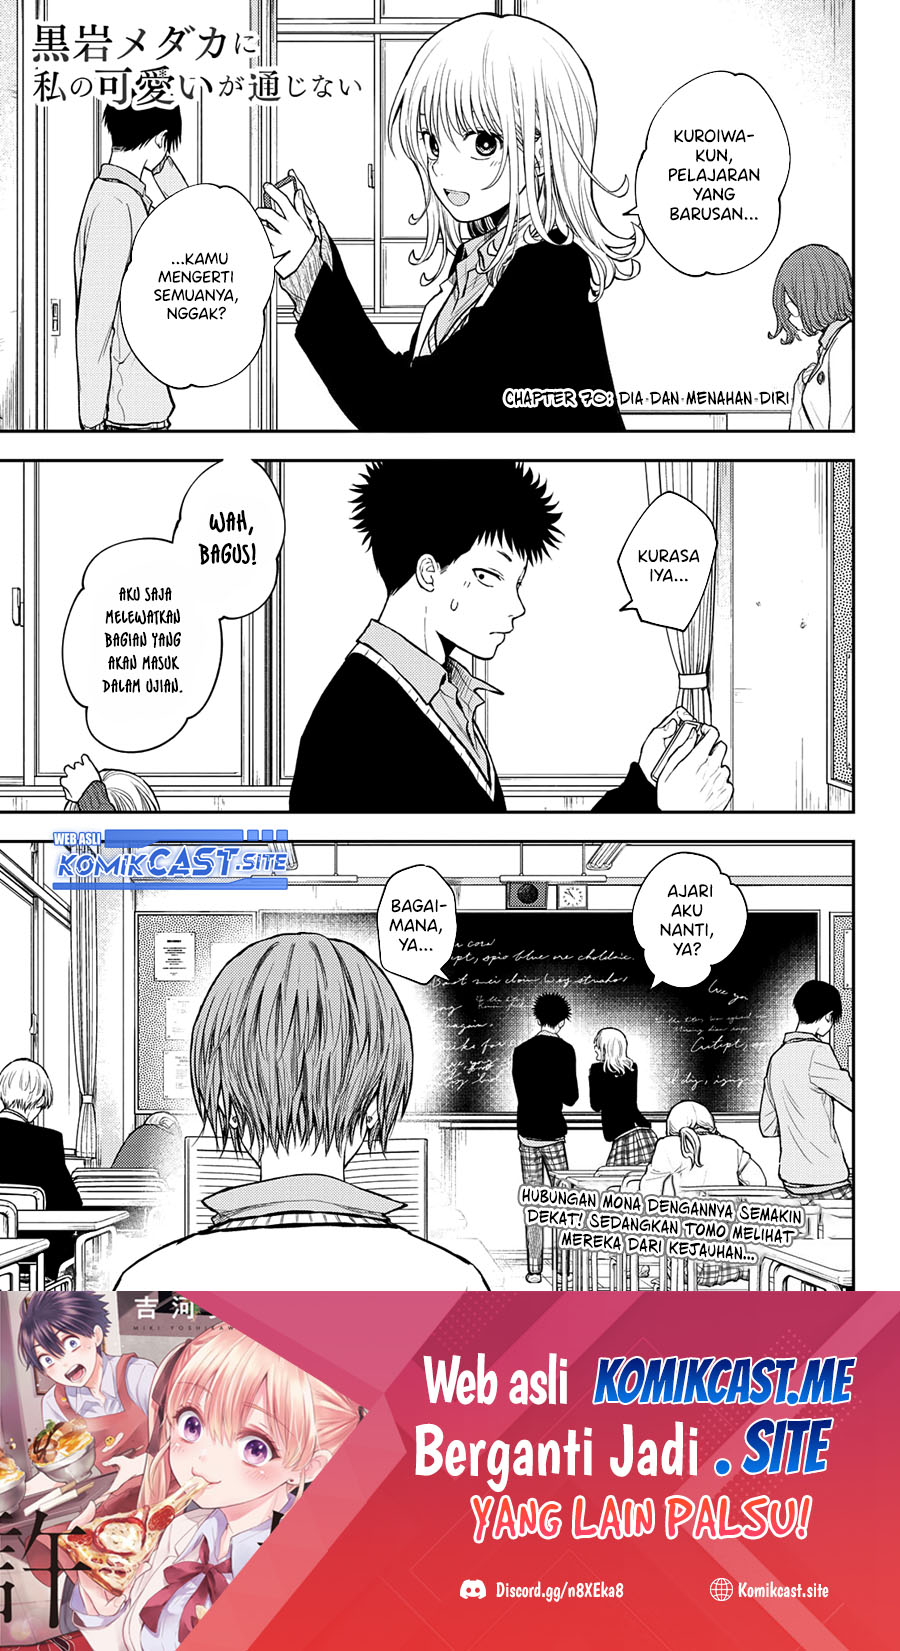 黒岩メダカに
私の可愛いが通じない
KUROIWA-
KUN,
PELAJARAN
YANG
BARUSAN...
...KAMU
MENGERTI
SEMUANYA,
NGGAK?
CHAPTER 70: DIA DAN MENAHAN DIRI
KURASA
IYA...
WAH,
BAGUS!
AKU SAJA
MELEWATKAN
BAGIAN YANG
AKAN MASUK
DALAM UJIAN.
WEB ASLI
KOMIKCAST.SITE
AJARI
AKU
NANTI,
YA?
BAGAI-
MANA,
YA...
HUBUNGAN MONA DENGANNYA SEMAKIN
DEKAT! SEDANGKAN TOMO MELIHAT
MEREKA DARI KEJAUHAN...
吉河
MIKI YOSHIKAW
許
Web asli KOMIKCAST.ME
Berganti Jadi .SITE
YANG LAIN PALSU!
Discord.gg/n8XEka8
Komikcast.site